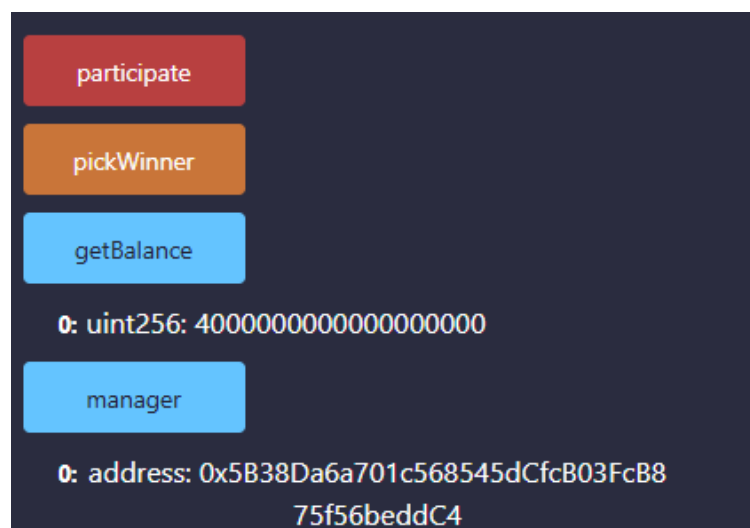 participate
pickWinner
getBalance
0: uint256: 4000000000000000000
manager
0: address: 0x5B38Da6a701c568545dCfcB03FcB8
75f56beddC4